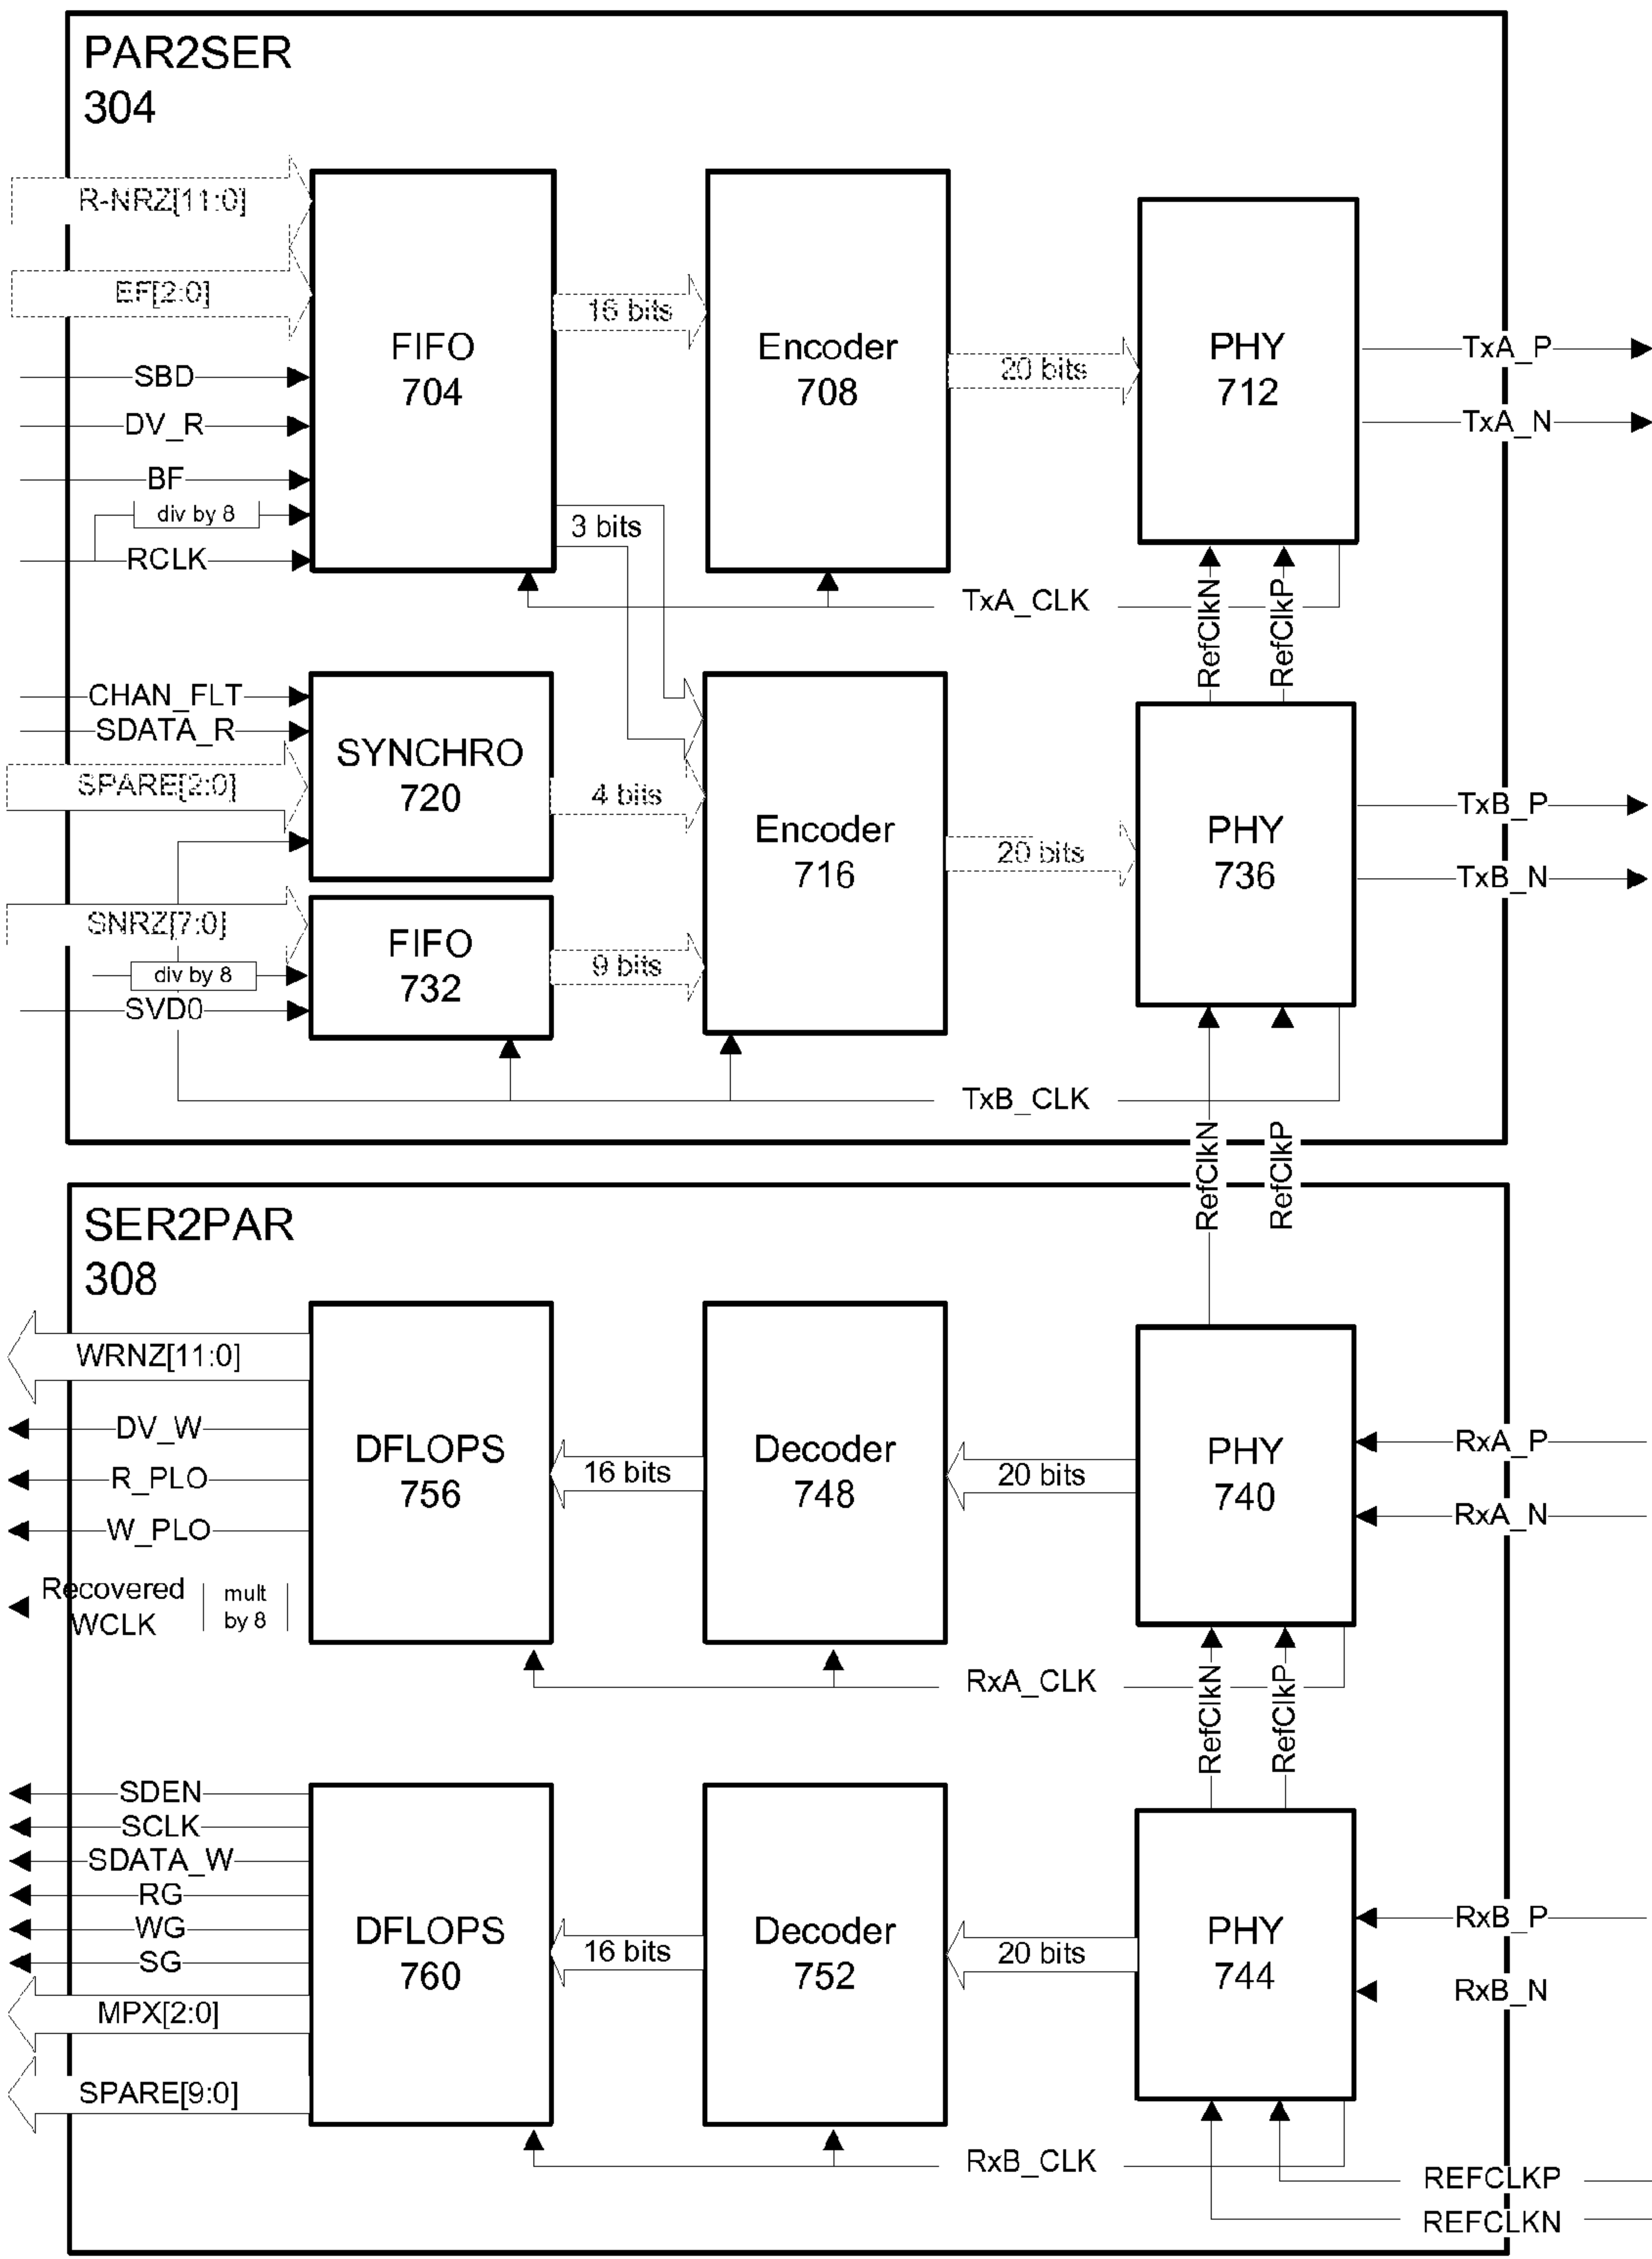 PAR2SER
304
R-NRZ[11:0]
EF[2:0]
SBD
DV_R
BF
div by 8
RCLK
FIFO
704
16 bits
3 bits
Encoder
708
20 bits
PHY
712
TxA_P
TxA_N
TxA_CLK
RefClkN
RefClkP
CHAN_FLT
SDATA_R
SPARE[2:0]
SYNCHRO
720
4 bits
SNRZ[7:0]
div by 8
SVD0
FIFO
732
9 bits
Encoder
716
20 bits
PHY
736
TxB_P
TxB_N
TxB_CLK
RefClkN
RefClkP
SER2PAR
308
WRNZ[11:0]
DV_W
R_PLO
W_PLO
Recovered
WCLK
mult
by 8
DFLOPS
756
16 bits
Decoder
748
20 bits
PHY
740
RxA_P
RxA_N
RxA_CLK
RefClkN
RefClkP
SDEN
SCLK
SDATA_W
RG
WG
SG
MPX[2:0]
SPARE[9:0]
DFLOPS
760
16 bits
Decoder
752
20 bits
PHY
744
RxB_P
RxB_N
RxB_CLK
REFCLKP
REFCLKN